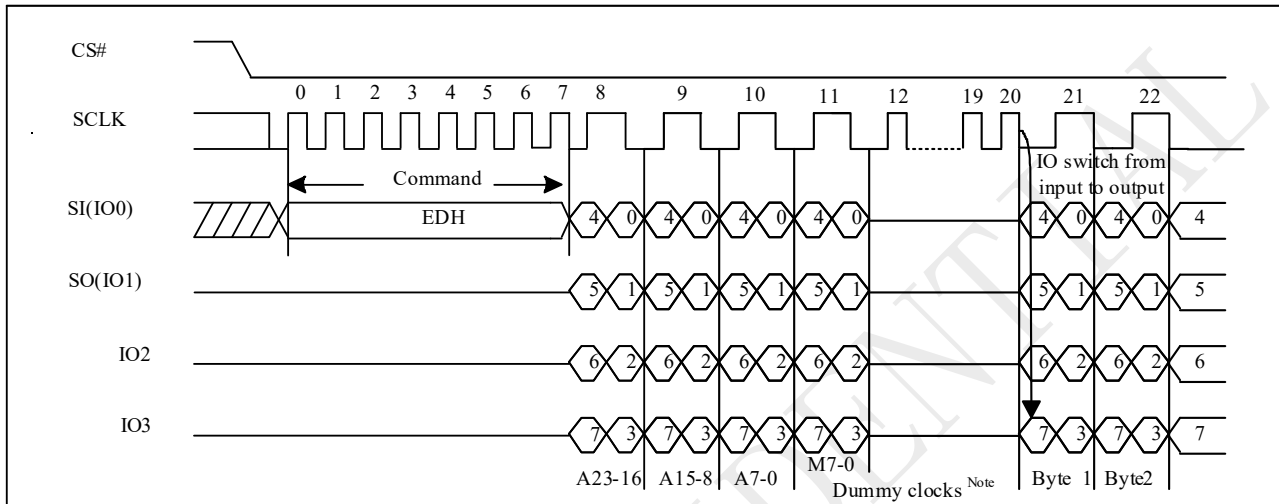 CS#
0 1 2 3 4 5 6 7 8 9 10 11 12 19 20 21 22
SCLK
IO switch from
input to output
Command
SI(IO0) EDH 4 0 4 0 4 0 4 0 4 0 4 0 4
SO(IO1) 5 1 5 1 5 1 5 1 5 1 5 1 5
IO2 6 2 6 2 6 2 6 2 6 2 6 2 6
IO3 7 3 7 3 7 3 7 3 7 3 7 3 7
A23-16 A15-8 A7-0 M7-0 Dummy clocks Note Byte 1 Byte2
DENTIAL